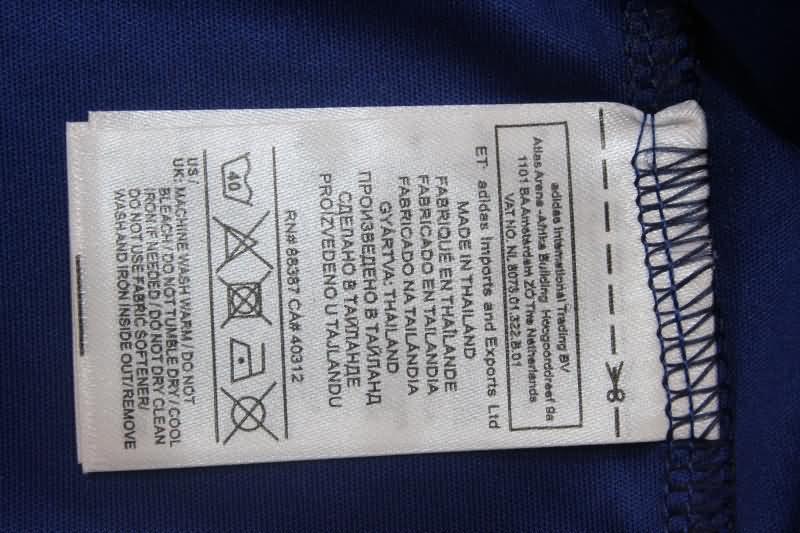 adidas International Trading BV
Atlas Arena -Afrika Building Hoogoorddreef 9a
1101 BA Amsterdam ZO The Netherlands
VAT NO. NL 8073.01.322.B.01
ET: adidas Imports and Exports Ltd
MADE IN THAILAND
FABRIQUÉ EN THAÏLANDE
FABRICADO EN TAILANDIA
FABRICADO NA TAILÂNDIA
GYÁRTVA: THAILAND
ПРОИЗВЕДЕНО В ТАЙЛАНД
СДЕЛАНО В ТАИЛАНДЕ
PROIZVEDENO U TAJLANDU
RN# 88387 CA# 40312
40
US /
UK: MACHINE WASH WARM / DO NOT
BLEACH / DO NOT TUMBLE DRY / COOL
IRON IF NEEDED / DO NOT DRY CLEAN
DO NOT USE FABRIC SOFTENER/
WASH AND IRON INSIDE OUT/REMOVE